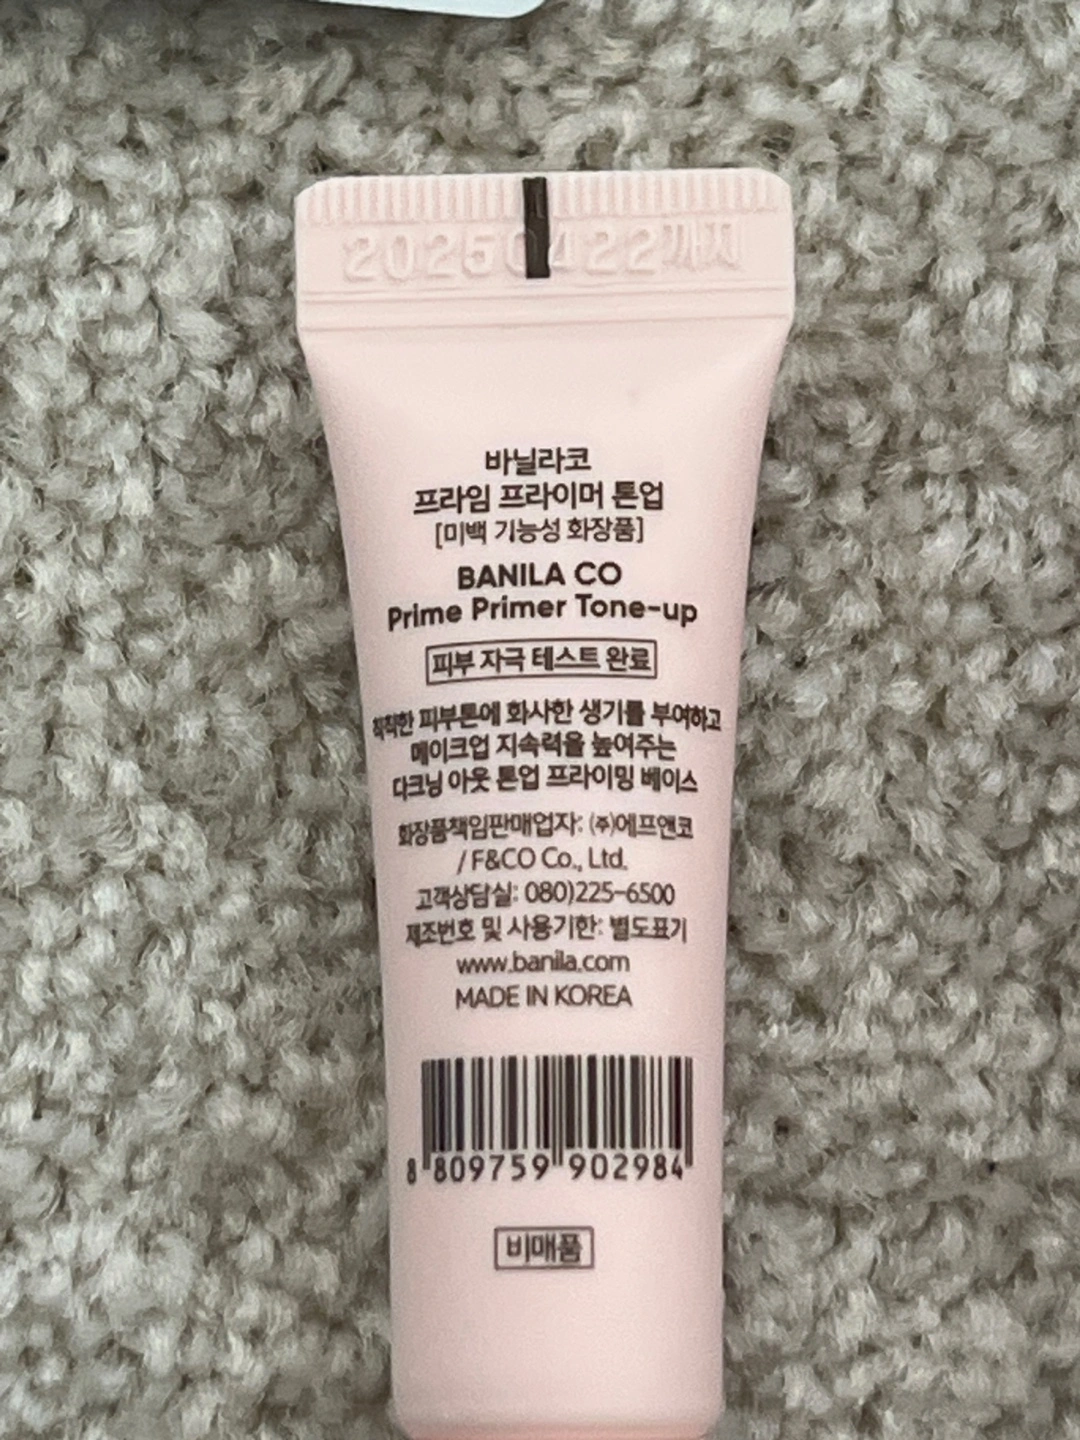 20250422까지
바닐라코
프라임 프라이머 톤업
[미백 기능성 화장품]
BANILA CO
Prime Primer Tone-up
피부 자극 테스트 완료
칙칙한 피부톤에 화사한 생기를 부여하고
메이크업 지속력을 높여주는
다크닝 아웃 톤업 프라이밍 베이스
화장품책임판매업자: ㈜에프앤코
/ F&CO Co., Ltd.
고객상담실: 080)225-6500
제조번호 및 사용기한: 별도표기
www.banila.com
MADE IN KOREA
8 809759 902984
비매품